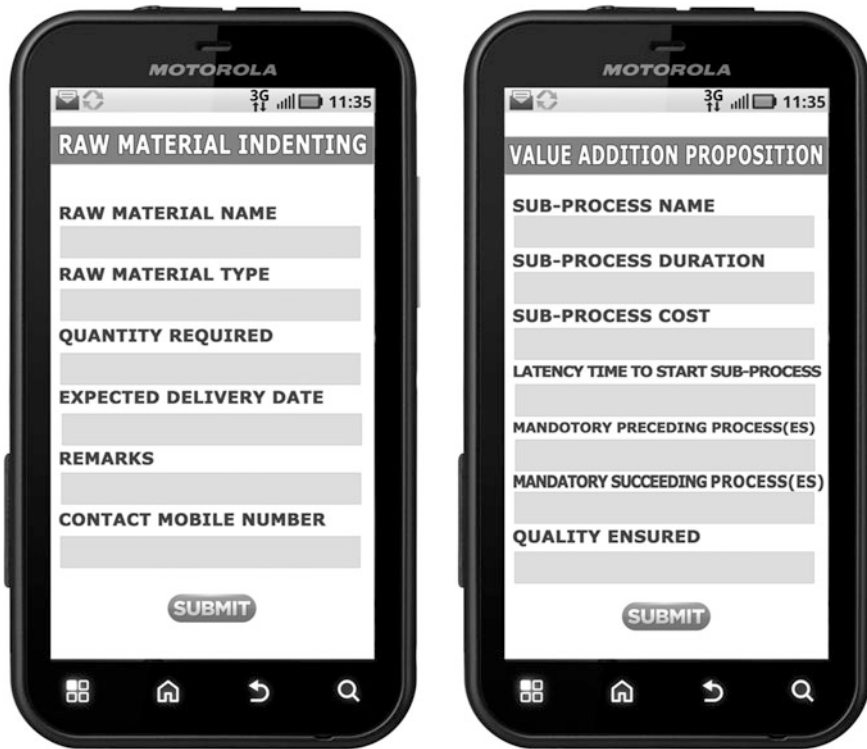 MOTOROLA
3G
11:35
RAW MATERIAL INDENTING
RAW MATERIAL NAME
RAW MATERIAL TYPE
QUANTITY REQUIRED
EXPECTED DELIVERY DATE
REMARKS
CONTACT MOBILE NUMBER
SUBMIT
MOTOROLA
3G
11:35
VALUE ADDITION PROPOSITION
SUB-PROCESS NAME
SUB-PROCESS DURATION
SUB-PROCESS COST
LATENCY TIME TO START SUB-PROCESS
MANDOTORY PRECEDING PROCESS(ES)
MANDATORY SUCCEEDING PROCESS(ES)
QUALITY ENSURED
SUBMIT